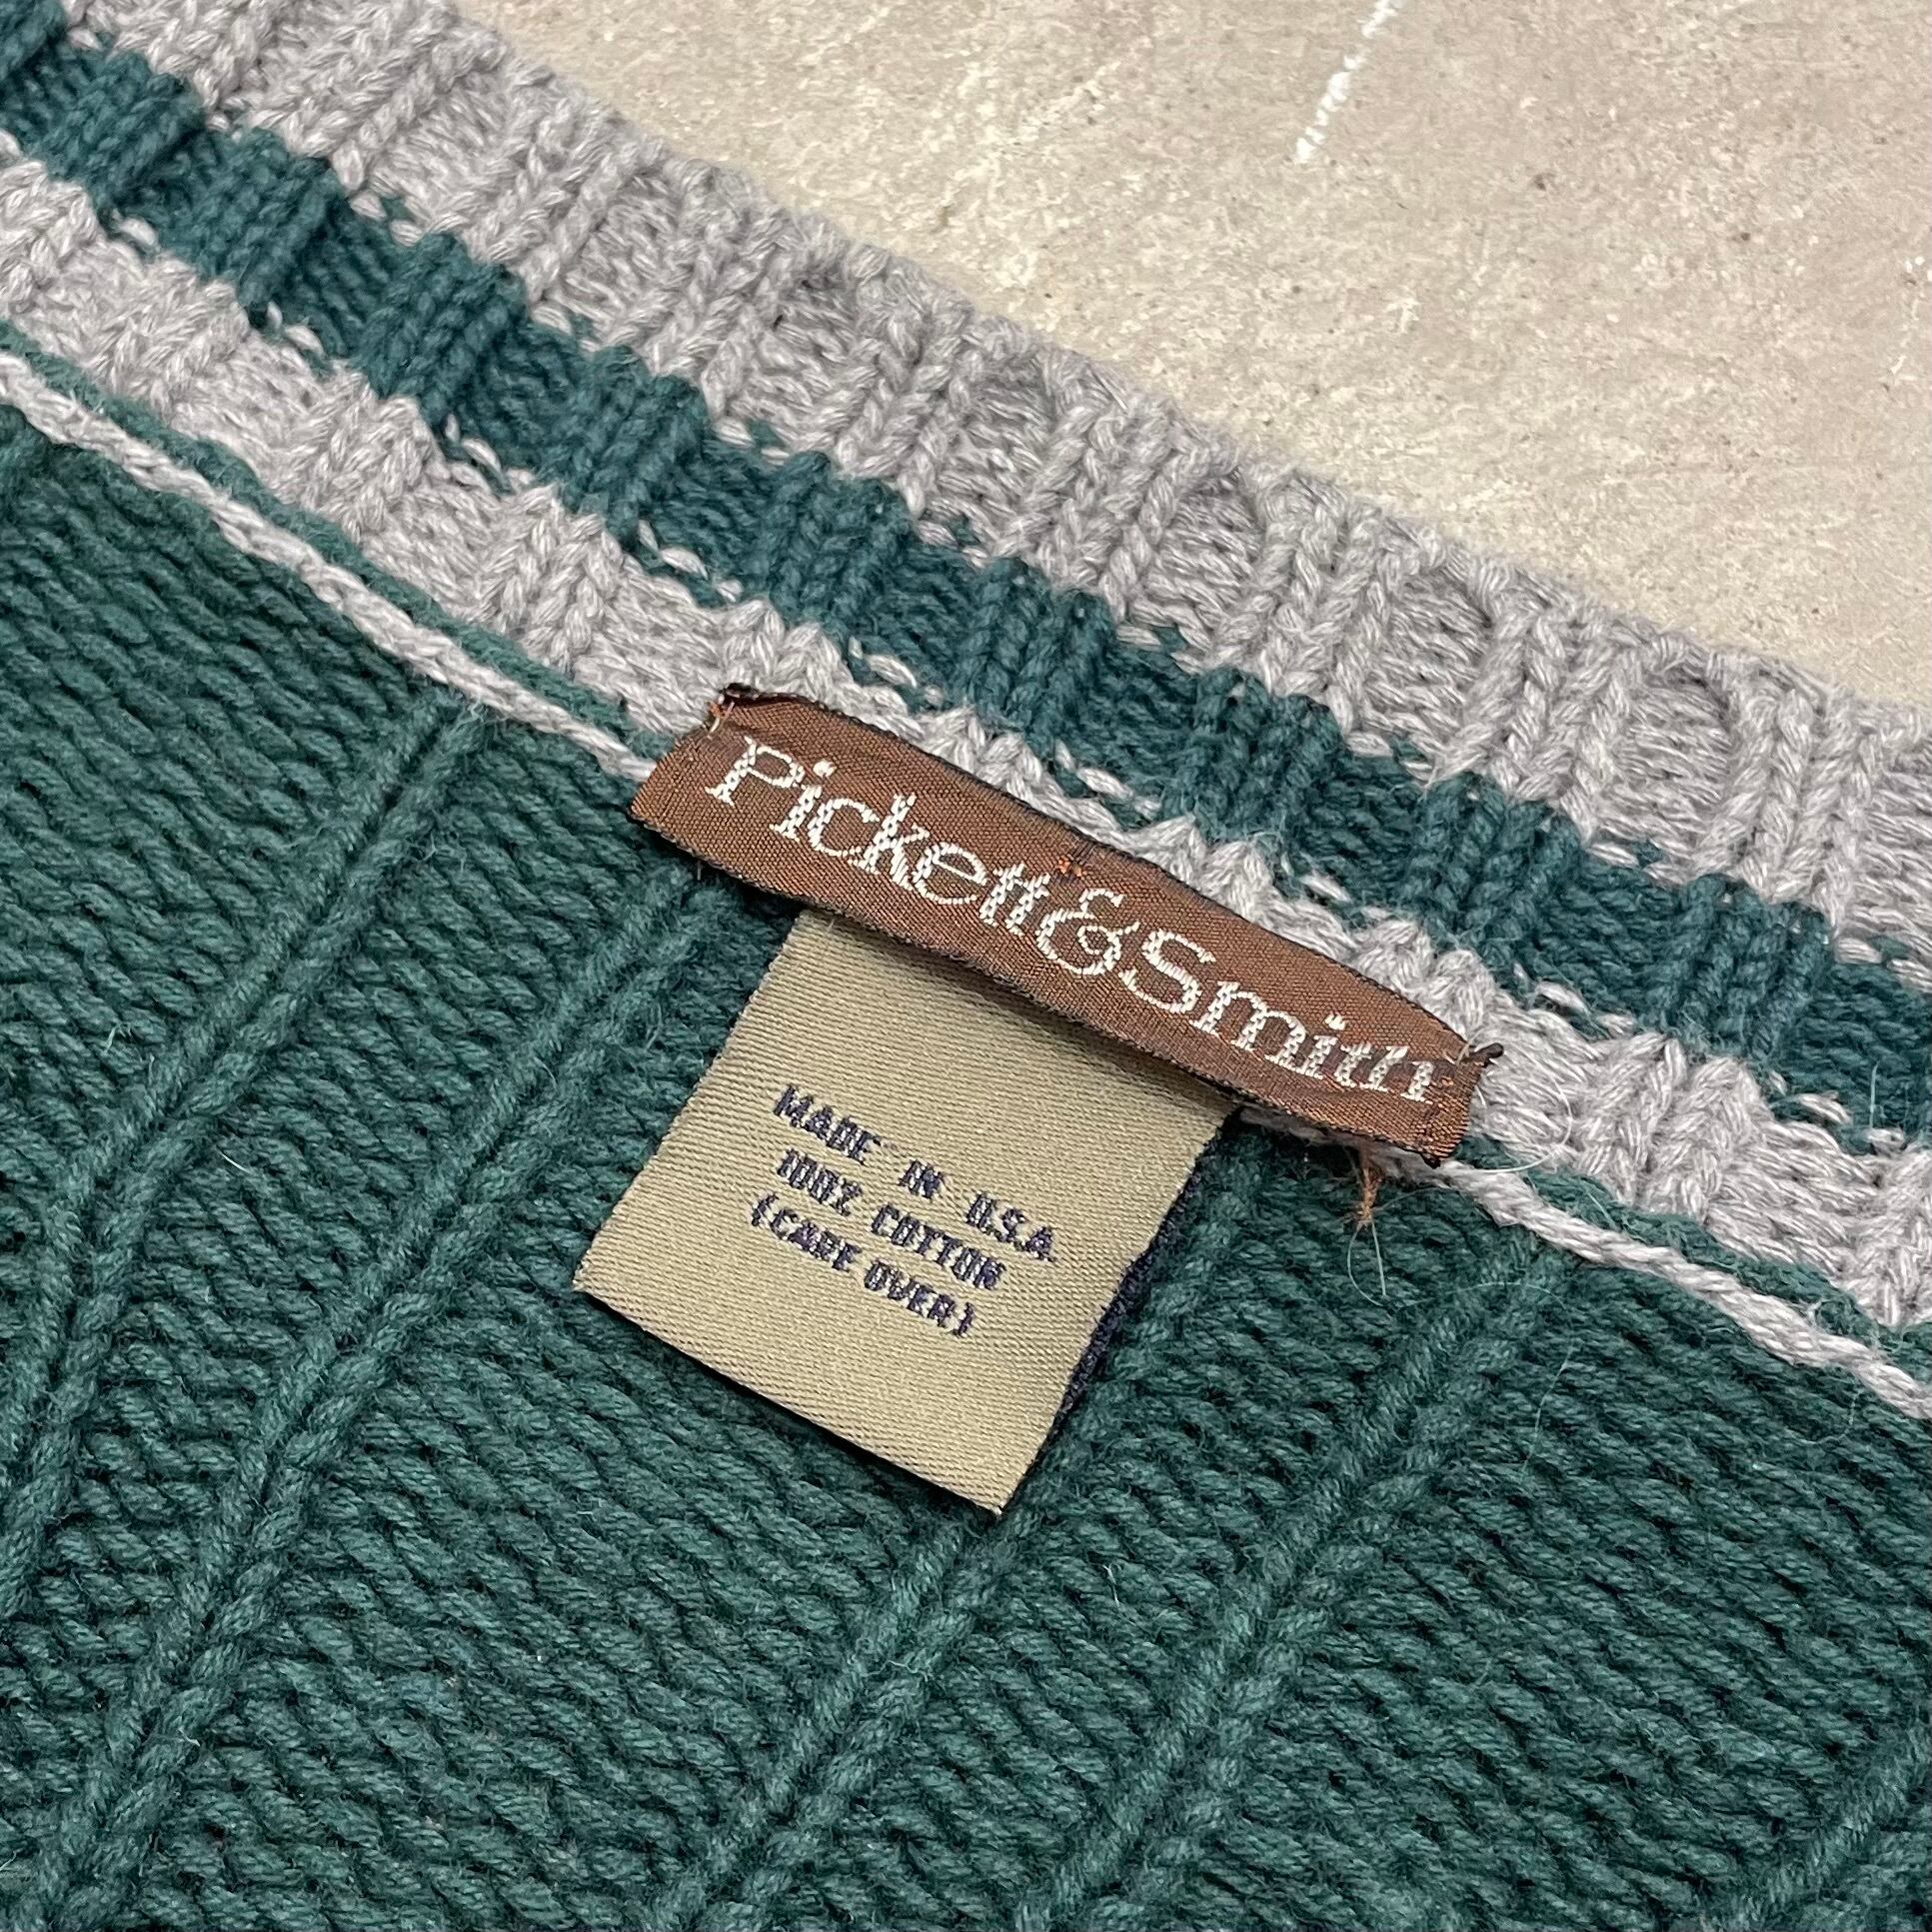 Pickett&Smith
MADE IN U.S.A.
100% COTTON
(CARE OVER)